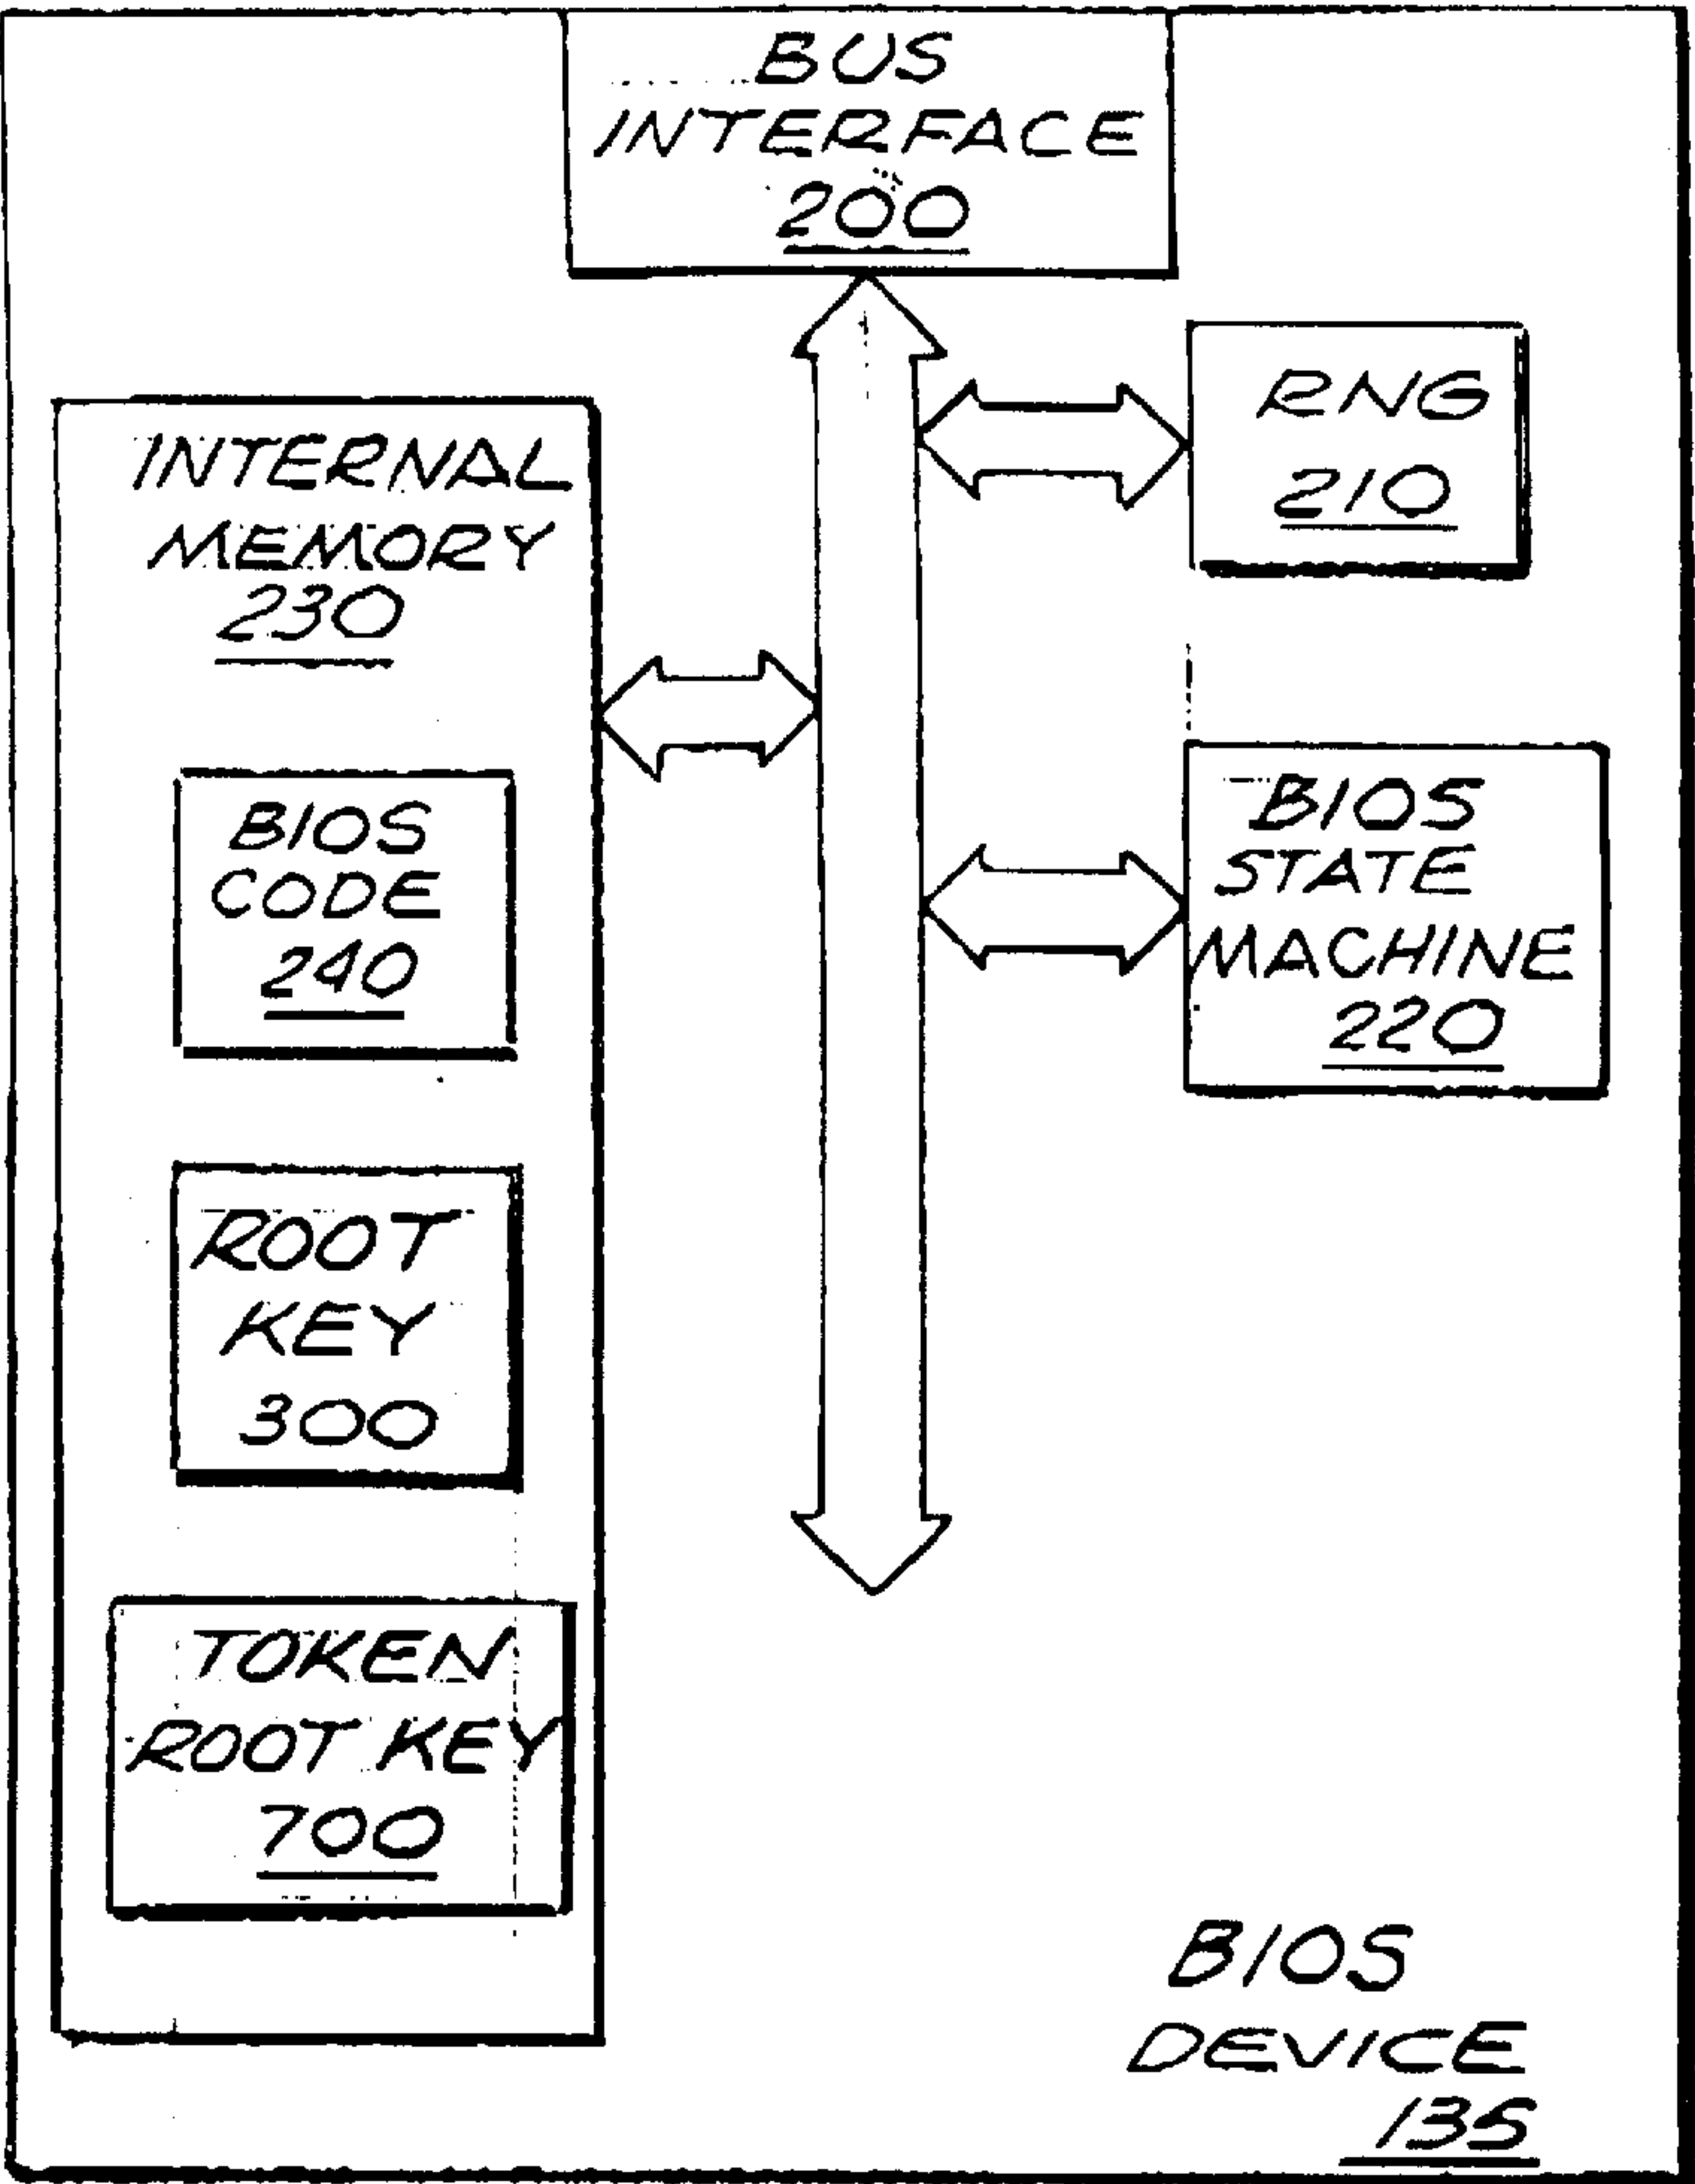 BUS
INTERFACE
200
RNG
210
INTERNAL
MEMORY
230
BIOS
CODE
240
BIOS
STATE
MACHINE
220
ROOT
KEY
300
TOKEN
ROOT KEY
700
BIOS
DEVICE
135